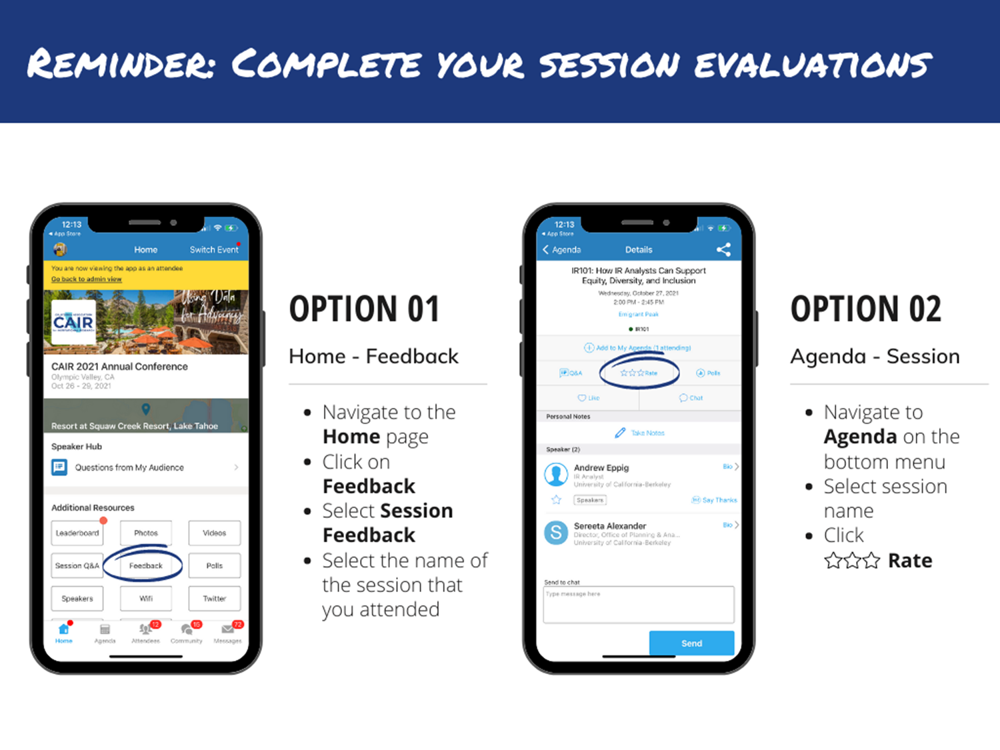 Reminder: Complete your session evaluations
12:13
App Store
Home
Switch Event
You are now viewing the app as an attendee
Go back to admin view
Using Data
for Advocacy
CALIFORNIA ASSOCIATION
CAIR
for INSTITUTIONAL RESEARCH
CAIR 2021 Annual Conference
Olympic Valley, CA
Oct 26 - 29, 2021
Resort at Squaw Creek Resort, Lake Tahoe
Speaker Hub
Questions from My Audience
Additional Resources
Leaderboard
Photos
Videos
Session Q&A
Feedback
Polls
Speakers
Wifi
Twitter
12
16
72
Home
Agenda
Attendees
Community
Messages
OPTION 01
Home - Feedback
• Navigate to the
Home page
• Click on
Feedback
• Select Session
Feedback
• Select the name of
the session that
you attended
12:13
App Store
Agenda
Details
IR101: How IR Analysts Can Support
Equity, Diversity, and Inclusion
Wednesday, October 27, 2021
2:00 PM - 2:45 PM
Emigrant Peak
IR101
Add to My Agenda (1 attending)
Q&A
Rate
Polls
Like
Chat
Personal Notes
Take Notes
Speaker (2)
Andrew Eppig
Bio
IR Analyst
University of California-Berkeley
Speakers
Say Thanks
S
Sereeta Alexander
Bio
Director, Office of Planning & Ana...
University of California-Berkeley
Send to chat
Type message here
Send
OPTION 02
Agenda - Session
• Navigate to
Agenda on the
bottom menu
• Select session
name
• Click
☆☆☆ Rate